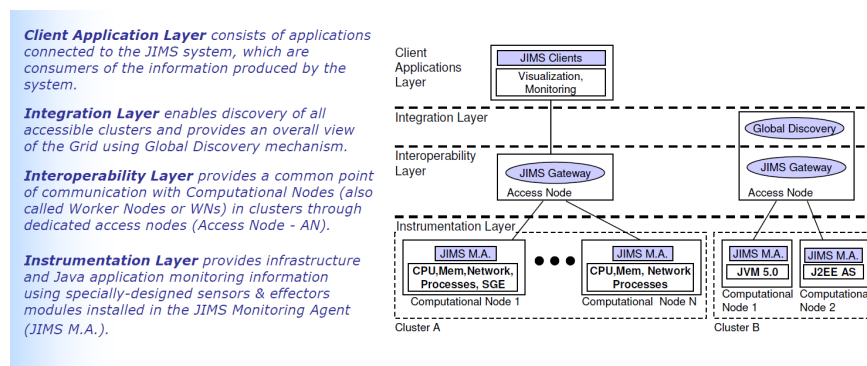 Client Application Layer consists of applications
connected to the JIMS system, which are
consumers of the information produced by the
system.
Integration Layer enables discovery of all
accessible clusters and provides an overall view
of the Grid using Global Discovery mechanism.
Interoperability Layer provides a common point
of communication with Computational Nodes (also
called Worker Nodes or WNs) in clusters through
dedicated access nodes (Access Node - AN).
Instrumentation Layer provides infrastructure
and Java application monitoring information
using specially-designed sensors & effectors
modules installed in the JIMS Monitoring Agent
(JIMS M.A.).
Client
Applications
Layer
JIMS Clients
Visualization,
Monitoring
Integration Layer
Global Discovery
Interoperability
Layer
JIMS Gateway
Access Node
JIMS Gateway
Access Node
Instrumentation Layer
JIMS M.A.
CPU,Mem,Network,
Processes, SGE
Computational Node 1
JIMS M.A.
CPU,Mem, Network
Processes
Computational Node N
Cluster A
JIMS M.A.
JVM 5.0
Computational
Node 1
JIMS M.A.
J2EE AS
Computationa
Node 2
Cluster B